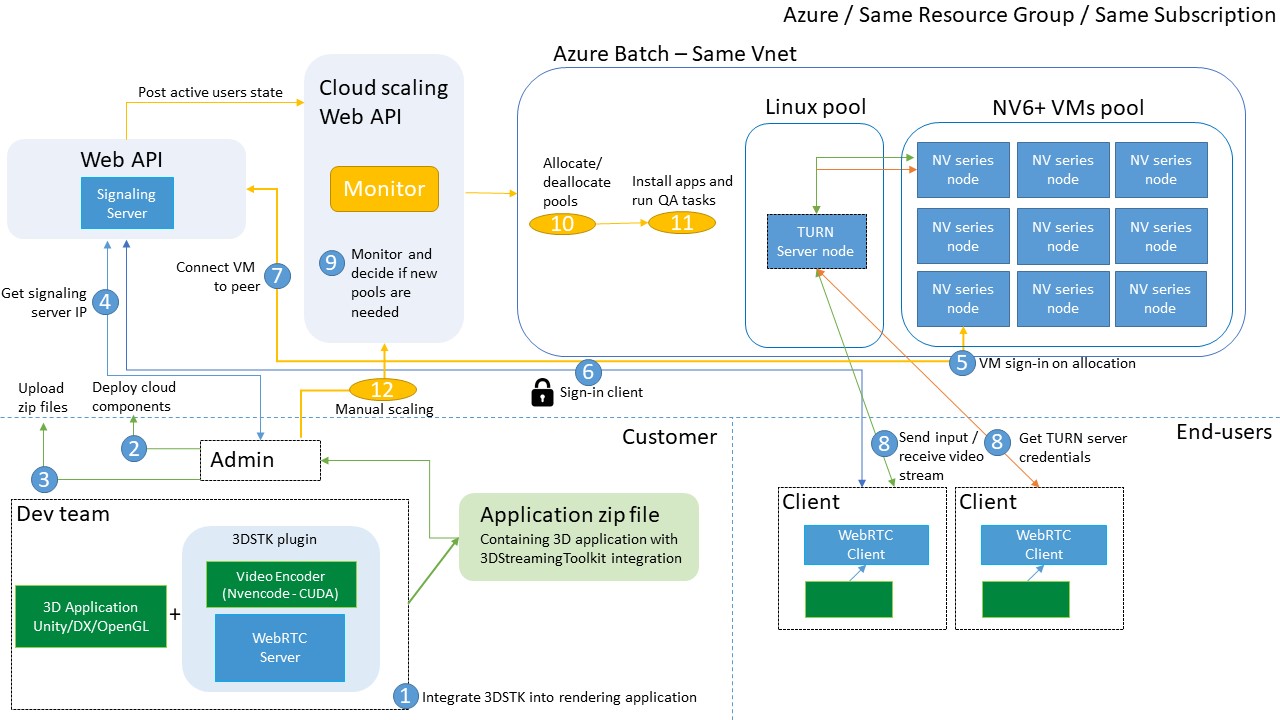 Azure / Same Resource Group / Same Subscription
Azure Batch – Same Vnet
Post active users state
Cloud scaling
Web API
Monitor
9
Monitor and
decide if new
pools are
needed
Web API
Signaling
Server
Linux pool
NV6+ VMs pool
Allocate/
deallocate
pools
10
Install apps and
run QA tasks
11
TURN
Server node
NV series
node
NV series
node
NV series
node
NV series
node
NV series
node
NV series
node
NV series
node
NV series
node
NV series
node
Connect VM
to peer
7
Get signaling
server IP
4
5
VM sign-in on allocation
6
Sign-in client
Upload
zip files
Deploy cloud
components
12
Manual scaling
2
3
Admin
Customer
End-users
8
Send input /
receive video
stream
8
Get TURN server
credentials
Dev team
3DSTK plugin
Video Encoder
(Nvencode - CUDA)
3D Application
Unity/DX/OpenGL
+
WebRTC
Server
Application zip file
Containing 3D application with
3DStreamingToolkit integration
1
Integrate 3DSTK into rendering application
Client
WebRTC
Client
Client
WebRTC
Client